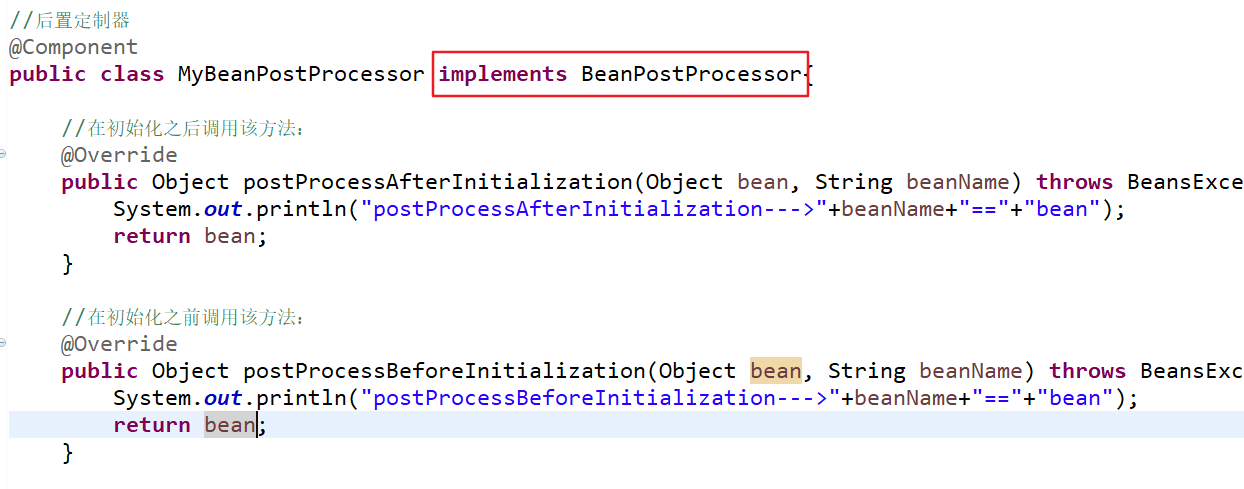 //后置定制器
@Component
public class MyBeanPostProcessor implements BeanPostProcessor{
//在初始化之后调用该方法：
@Override
public Object postProcessAfterInitialization(Object bean, String beanName) throws BeansExce
System.out.println("postProcessAfterInitialization--->"+beanName+"=="+"bean");
return bean;
}
//在初始化之前调用该方法：
@Override
public Object postProcessBeforeInitialization(Object bean, String beanName) throws BeansExc
System.out.println("postProcessBeforeInitialization--->"+beanName+"=="+"bean");
return bean;
}